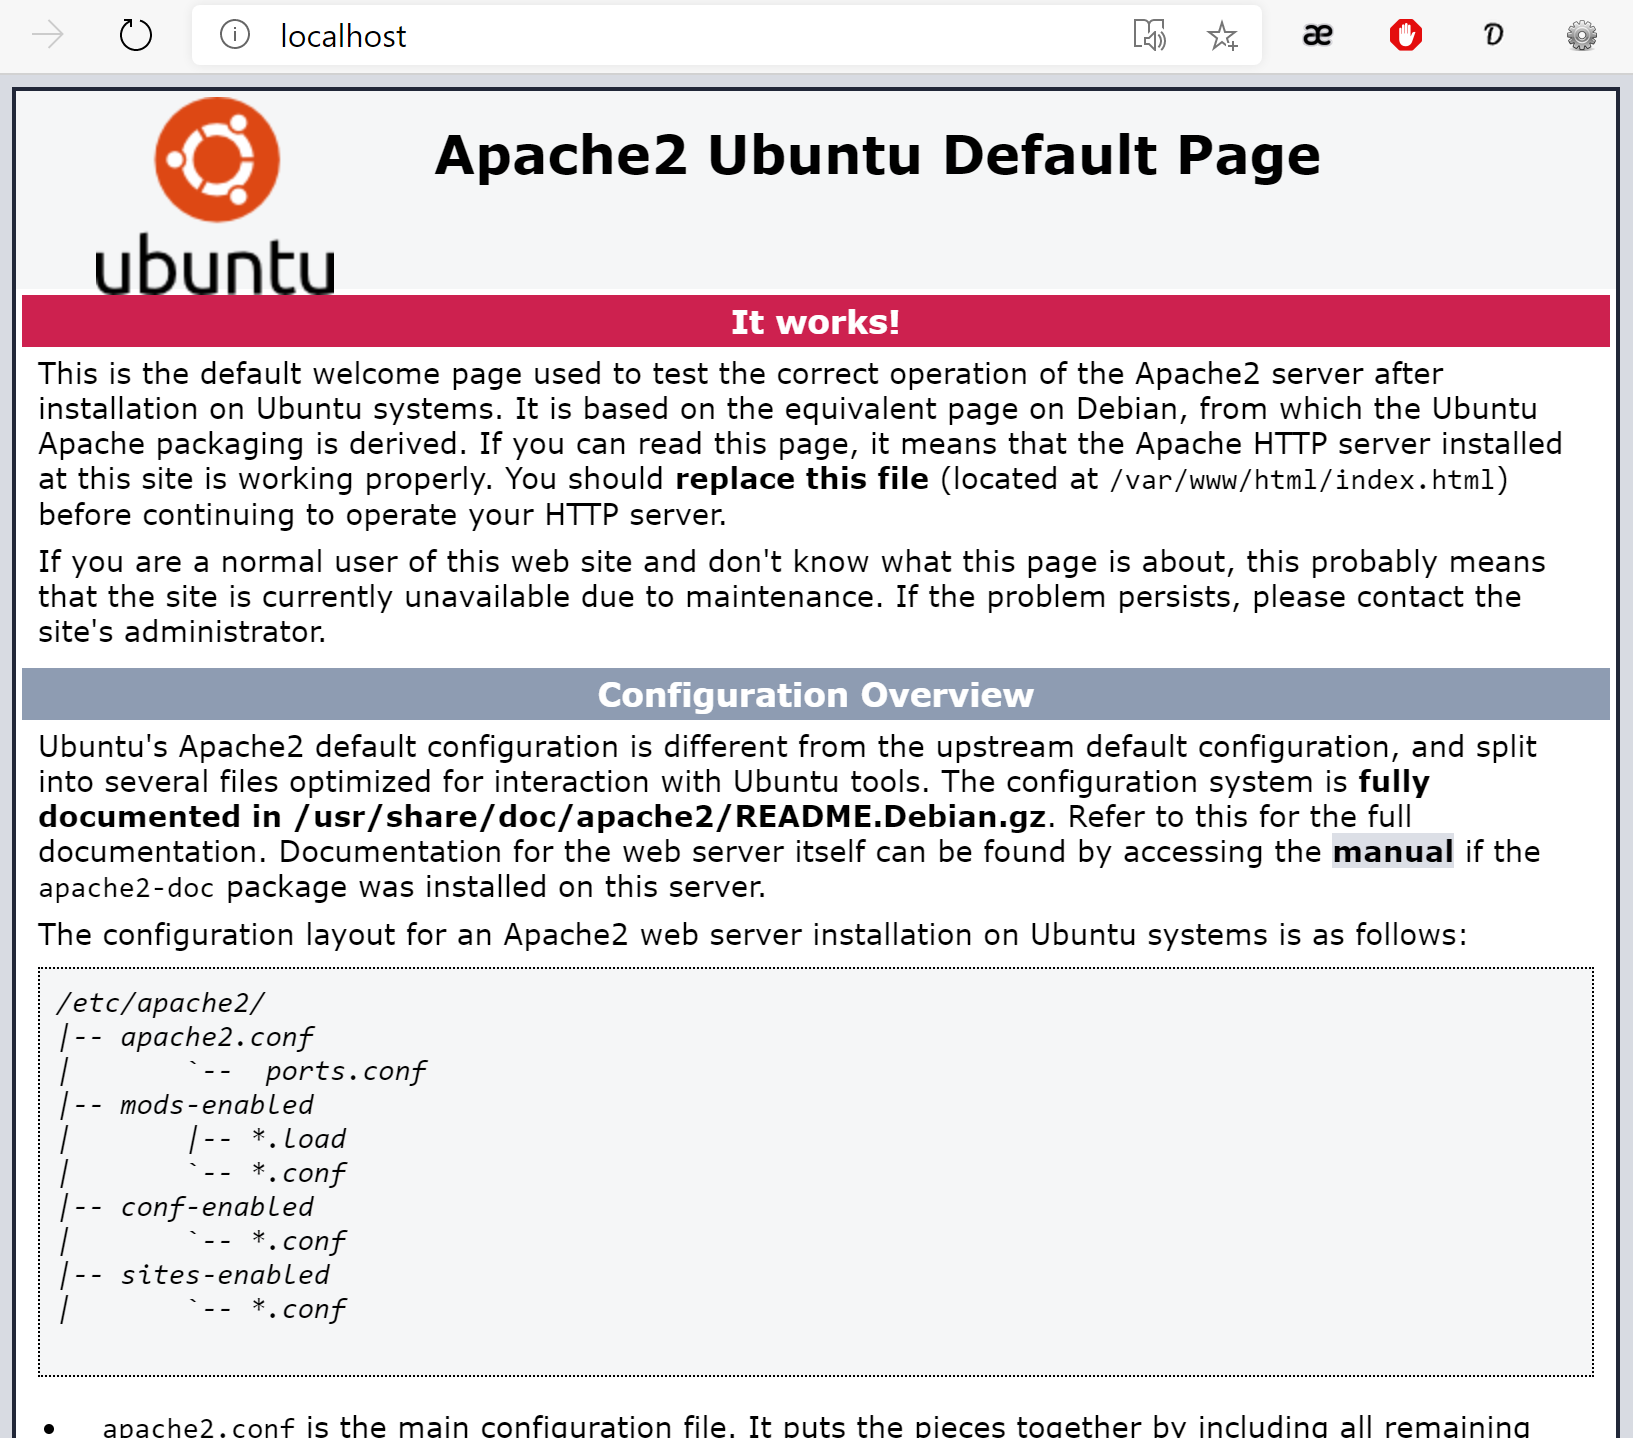 localhost
æ
D
Apache2 Ubuntu Default Page
ubuntu
It works!
This is the default welcome page used to test the correct operation of the Apache2 server after
installation on Ubuntu systems. It is based on the equivalent page on Debian, from which the Ubuntu
Apache packaging is derived. If you can read this page, it means that the Apache HTTP server installed
at this site is working properly. You should replace this file (located at /var/www/html/index.html)
before continuing to operate your HTTP server.
If you are a normal user of this web site and don't know what this page is about, this probably means
that the site is currently unavailable due to maintenance. If the problem persists, please contact the
site's administrator.
Configuration Overview
Ubuntu's Apache2 default configuration is different from the upstream default configuration, and split
into several files optimized for interaction with Ubuntu tools. The configuration system is fully
documented in /usr/share/doc/apache2/README.Debian.gz. Refer to this for the full
documentation. Documentation for the web server itself can be found by accessing the manual if the
apache2-doc package was installed on this server.
The configuration layout for an Apache2 web server installation on Ubuntu systems is as follows:
/etc/apache2/
|-- apache2.conf
|       `--  ports.conf
|-- mods-enabled
|       |-- *.load
|       `-- *.conf
|-- conf-enabled
|       `-- *.conf
|-- sites-enabled
|       `-- *.conf
• apache2.conf is the main configuration file. It puts the pieces together by including all remaining